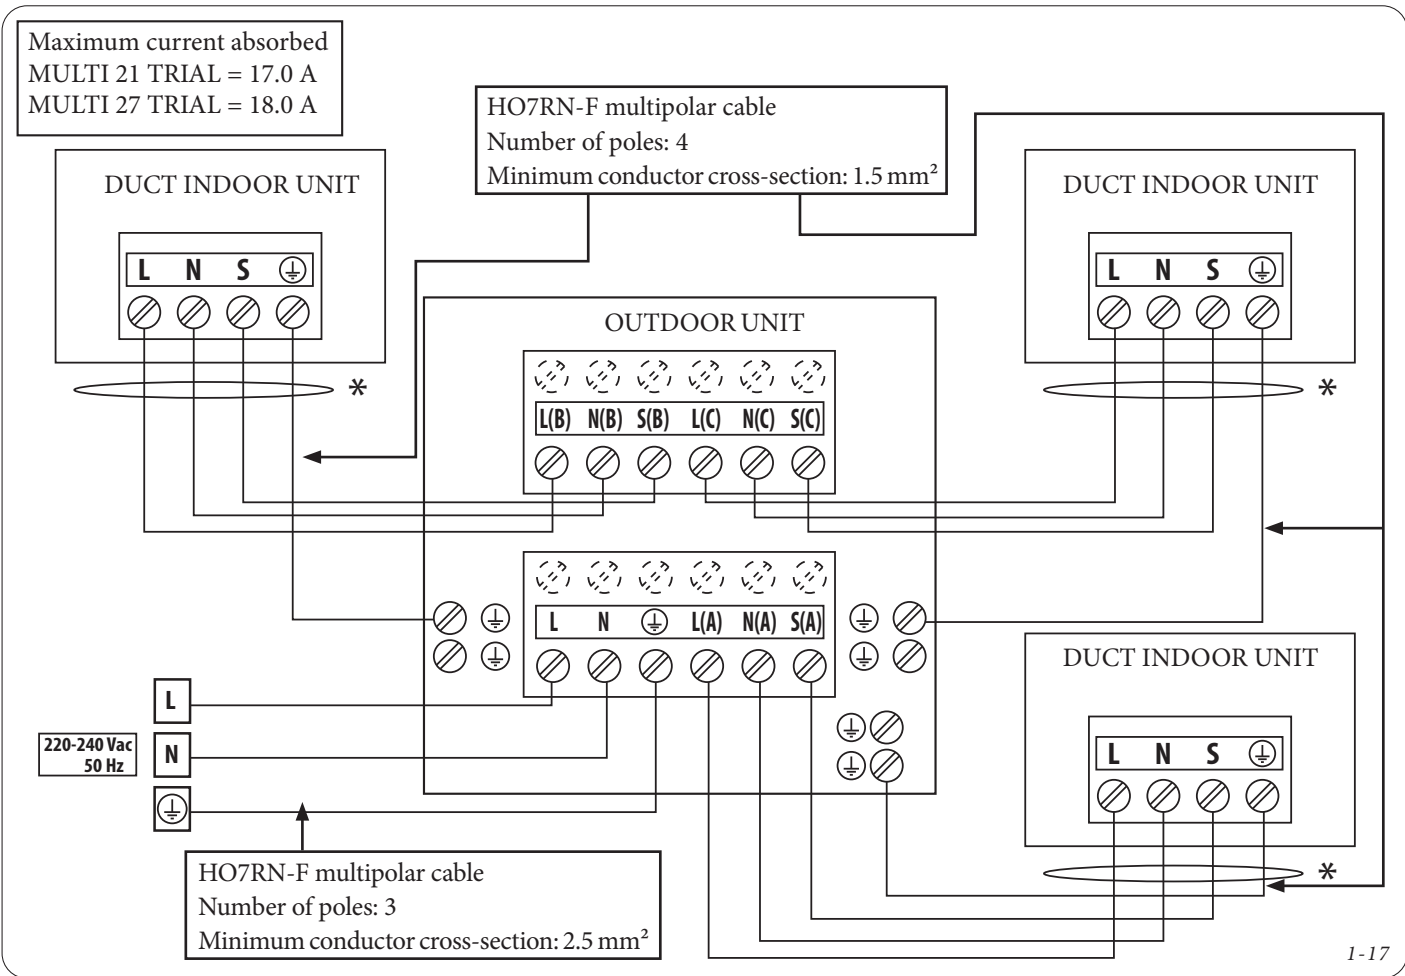 Maximum current absorbed
MULTI 21 TRIAL = 17.0 A
MULTI 27 TRIAL = 18.0 A
HO7RN-F multipolar cable
Number of poles: 4
Minimum conductor cross-section: 1.5 mm²
DUCT INDOOR UNIT
L N S ⏚
*
DUCT INDOOR UNIT
L N S ⏚
*
OUTDOOR UNIT
L(B) N(B) S(B) L(C) N(C) S(C)
L N ⏚ L(A) N(A) S(A)
L
220-240 Vac
50 Hz
N
DUCT INDOOR UNIT
L N S ⏚
*
HO7RN-F multipolar cable
Number of poles: 3
Minimum conductor cross-section: 2.5 mm²
1-17